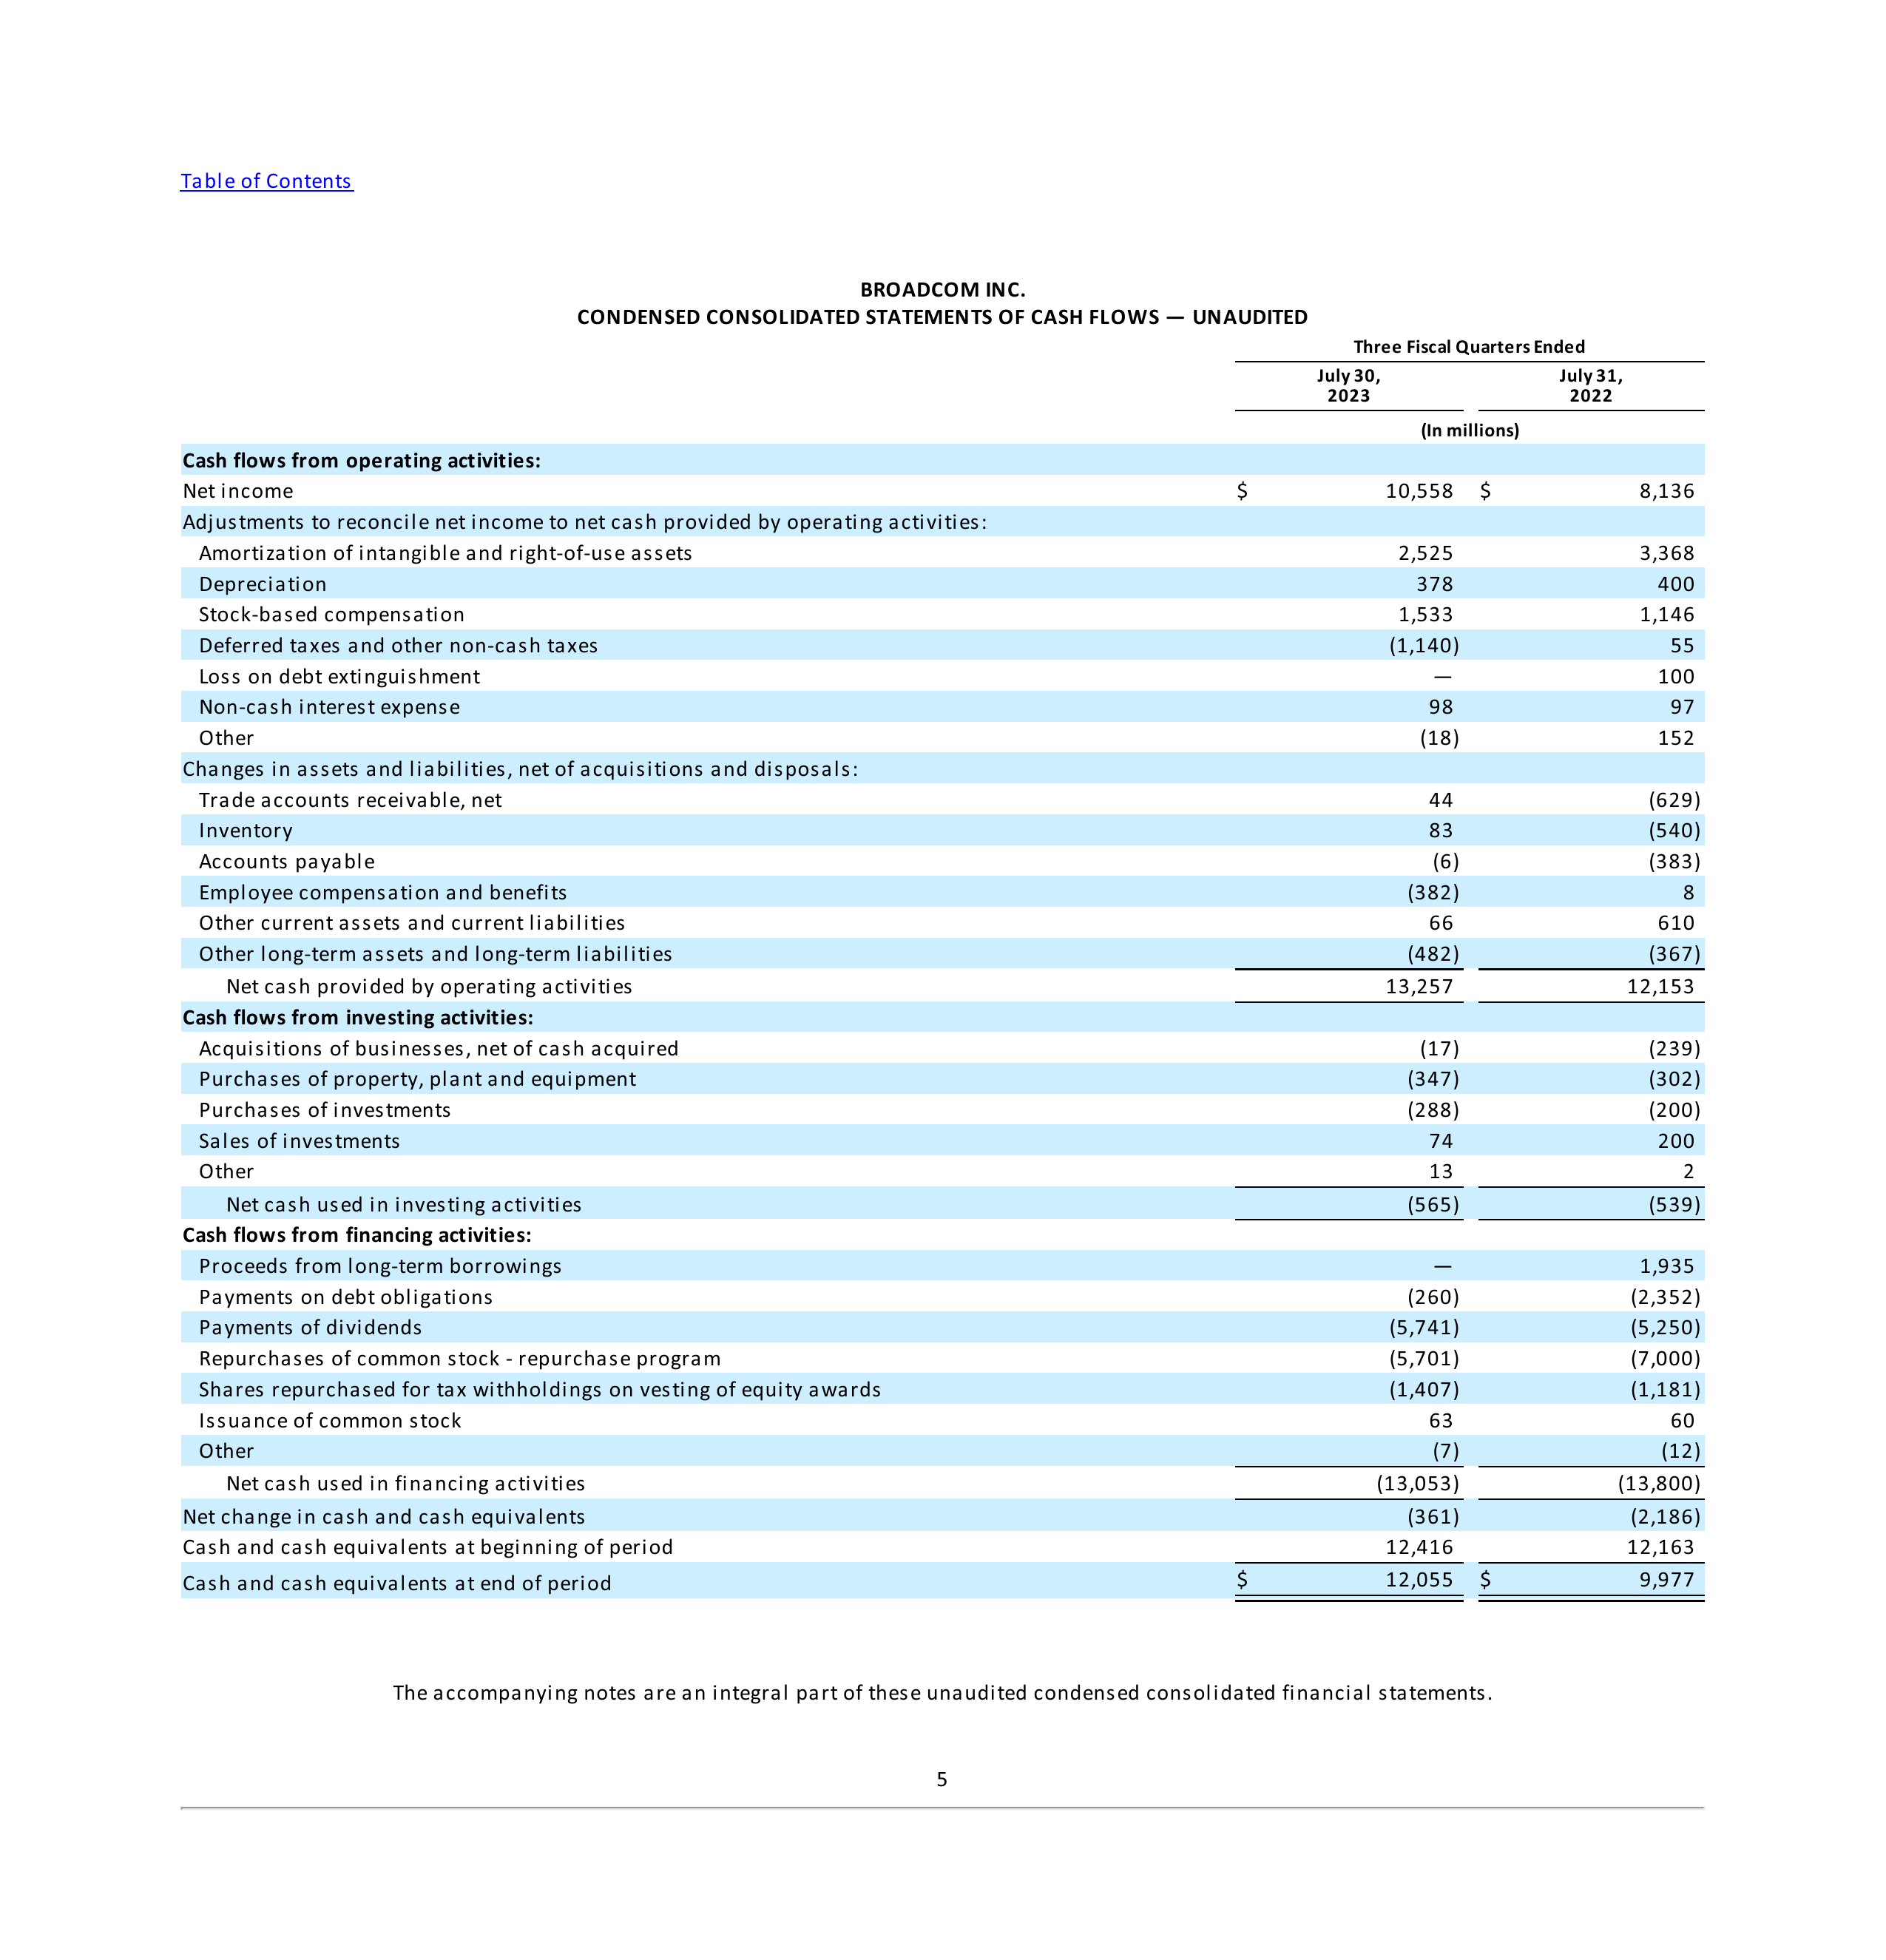 Table of Contents
BROADCOM INC.
CONDENSED CONSOLIDATED STATEMENTS OF CASH FLOWS — UNAUDITED
Three Fiscal Quarters Ended
July 30, July 31,
2023 2022
(In millions)
Cash flows from operating activities:
Net income $ 10,558 $ 8,136
Adjustments to reconcile net income to net cash provided by operating activities:
Amortization of intangible and right-of-use assets 2,525 3,368
Depreciation 378 400
Stock-based compensation 1,533 1,146
Deferred taxes and other non-cash taxes (1,140) 55
Loss on debt extinguishment — 100
Non-cash interest expense 98 97
Other (18) 152
Changes in assets and liabilities, net of acquisitions and disposals:
Trade accounts receivable, net 44 (629)
Inventory 83 (540)
Accounts payable (6) (383)
Employee compensation and benefits (382) 8
Other current assets and current liabilities 66 610
Other long-term assets and long-term liabilities (482) (367)
Net cash provided by operating activities 13,257 12,153
Cash flows from investing activities:
Acquisitions of businesses, net of cash acquired (17) (239)
Purchases of property, plant and equipment (347) (302)
Purchases of investments (288) (200)
Sales of investments 74 200
Other 13 2
Net cash used in investing activities (565) (539)
Cash flows from financing activities:
Proceeds from long-term borrowings — 1,935
Payments on debt obligations (260) (2,352)
Payments of dividends (5,741) (5,250)
Repurchases of common stock - repurchase program (5,701) (7,000)
Shares repurchased for tax withholdings on vesting of equity awards (1,407) (1,181)
Issuance of common stock 63 60
Other (7) (12)
Net cash used in financing activities (13,053) (13,800)
Net change in cash and cash equivalents (361) (2,186)
Cash and cash equivalents at beginning of period 12,416 12,163
Cash and cash equivalents at end of period $ 12,055 $ 9,977
The accompanying notes are an integral part of these unaudited condensed consolidated financial statements.
5